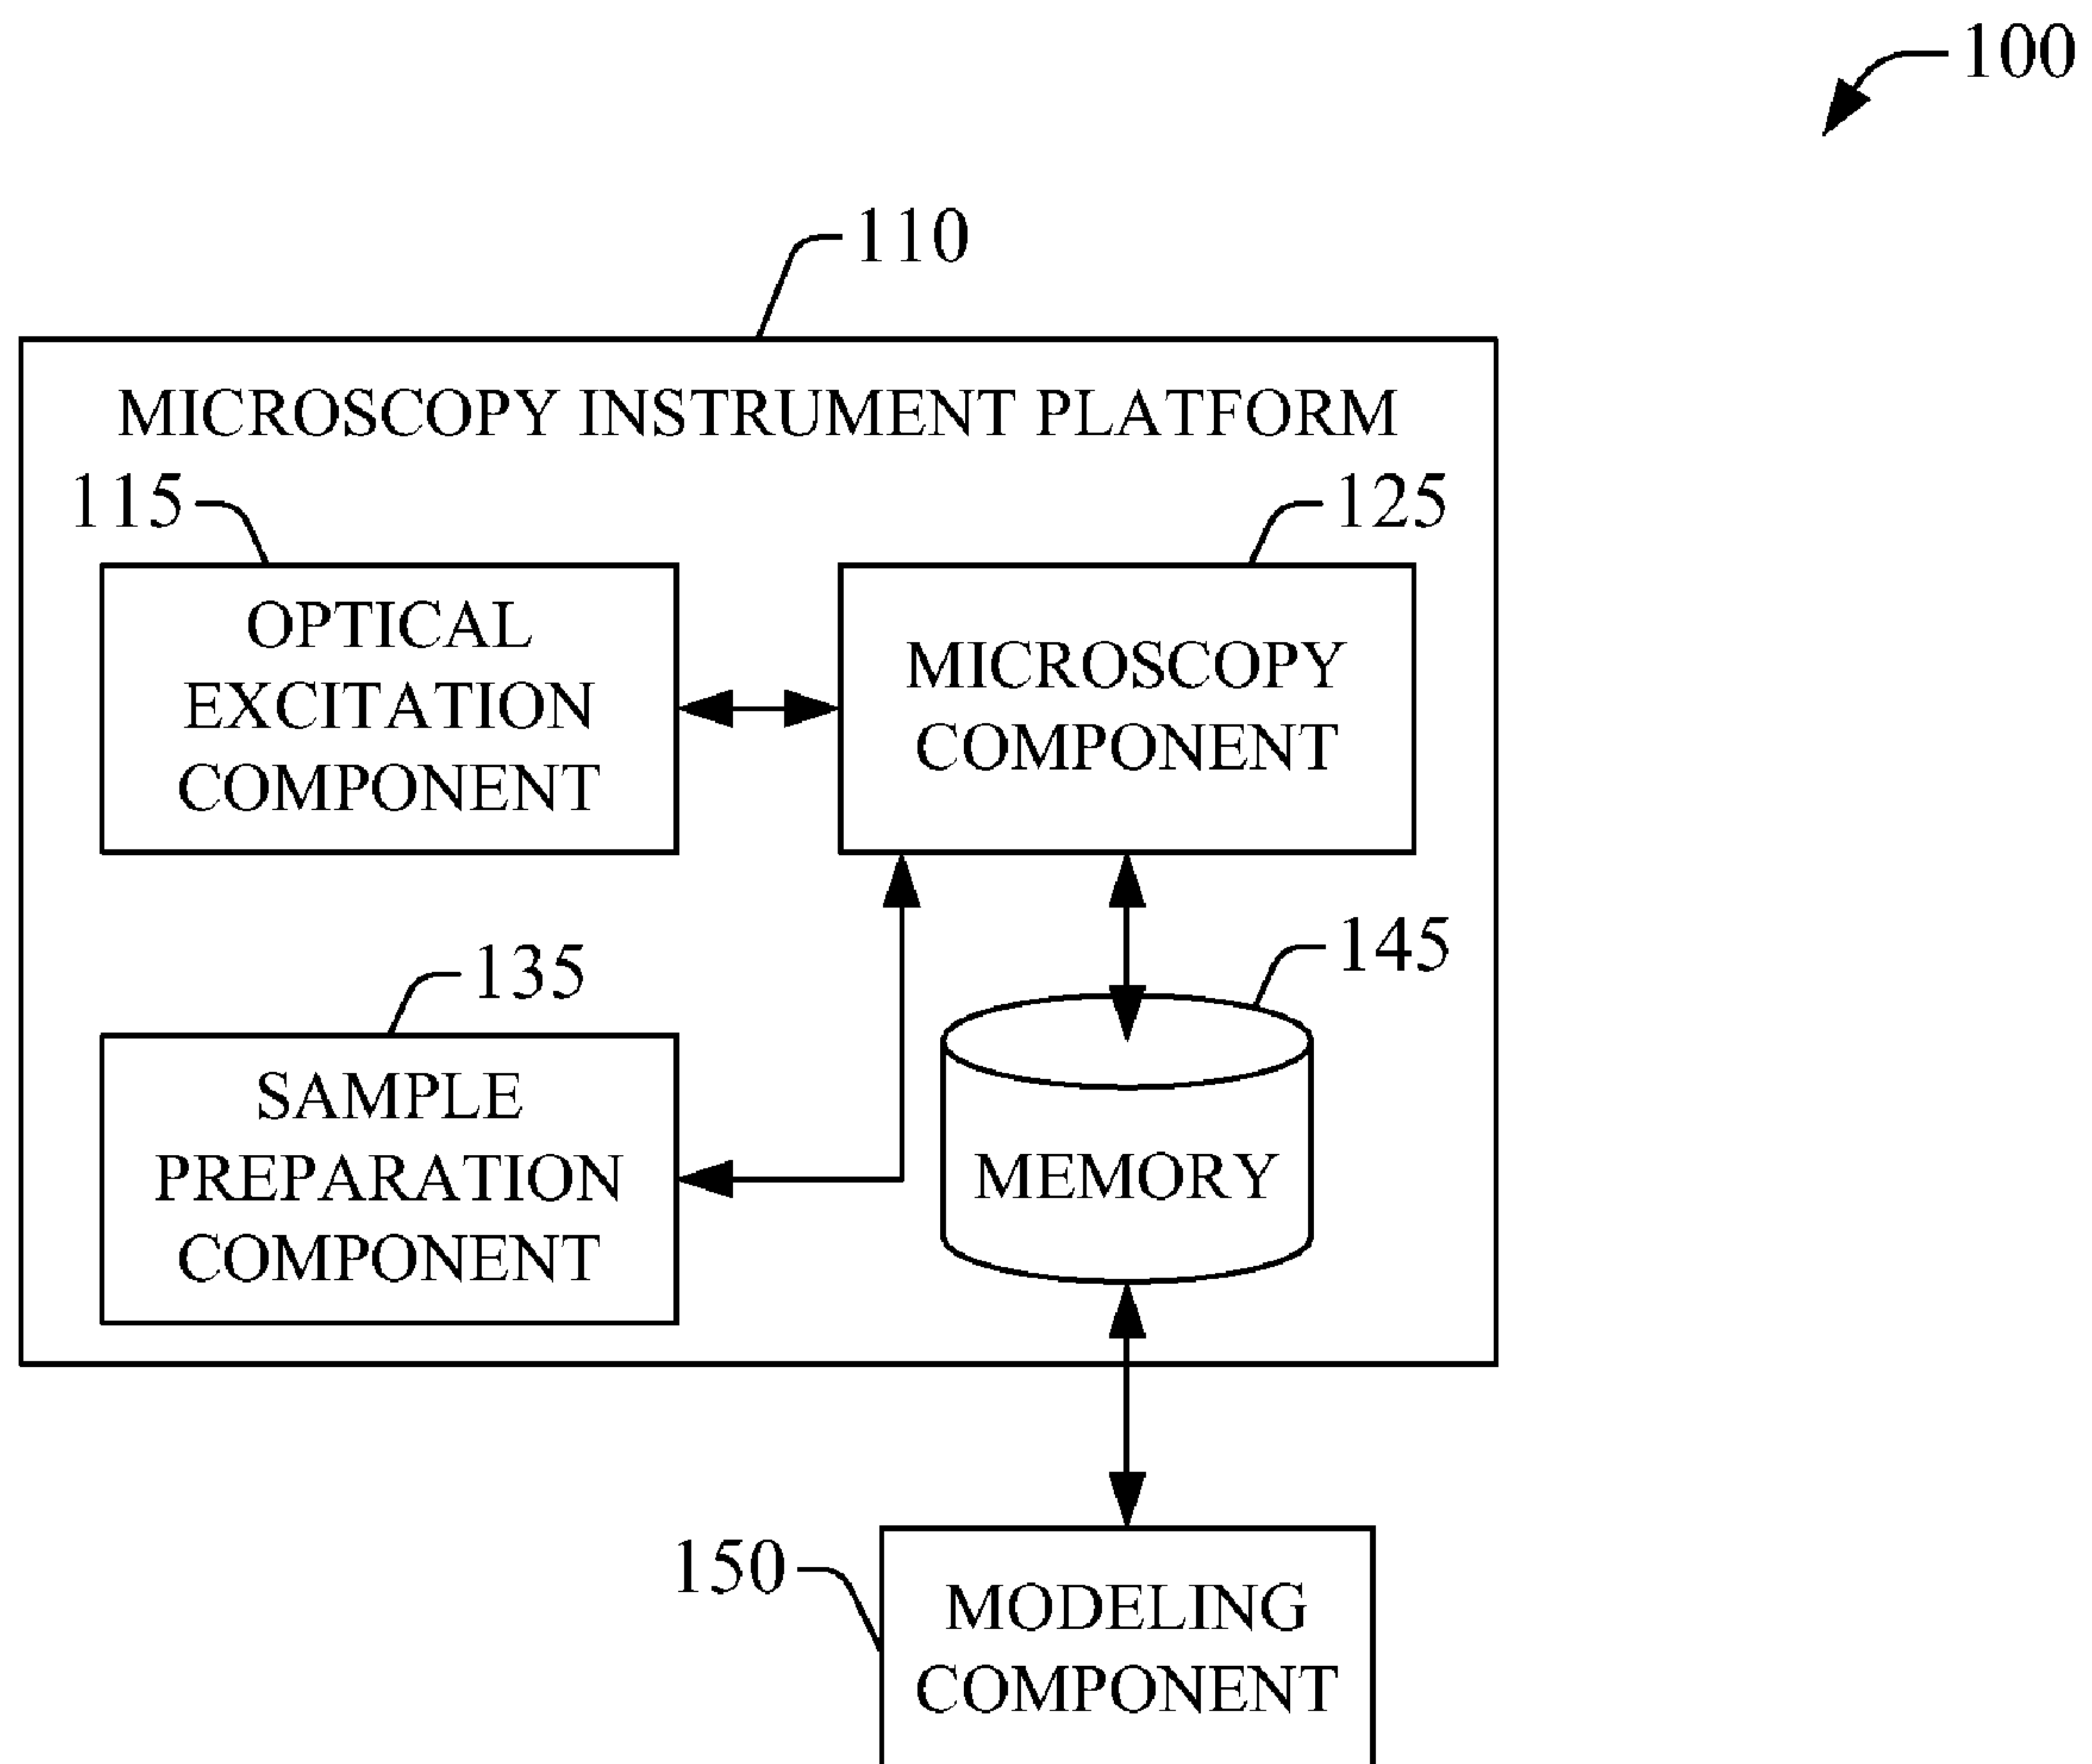 100
110
MICROSCOPY INSTRUMENT PLATFORM
115
125
OPTICAL
EXCITATION
COMPONENT
MICROSCOPY
COMPONENT
135
145
SAMPLE
PREPARATION
COMPONENT
MEMORY
150
MODELING
COMPONENT